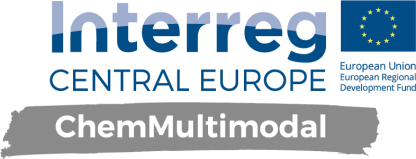 Interreg
CENTRAL EUROPE
European Union
European Regional
Development Fund
ChemMultimodal